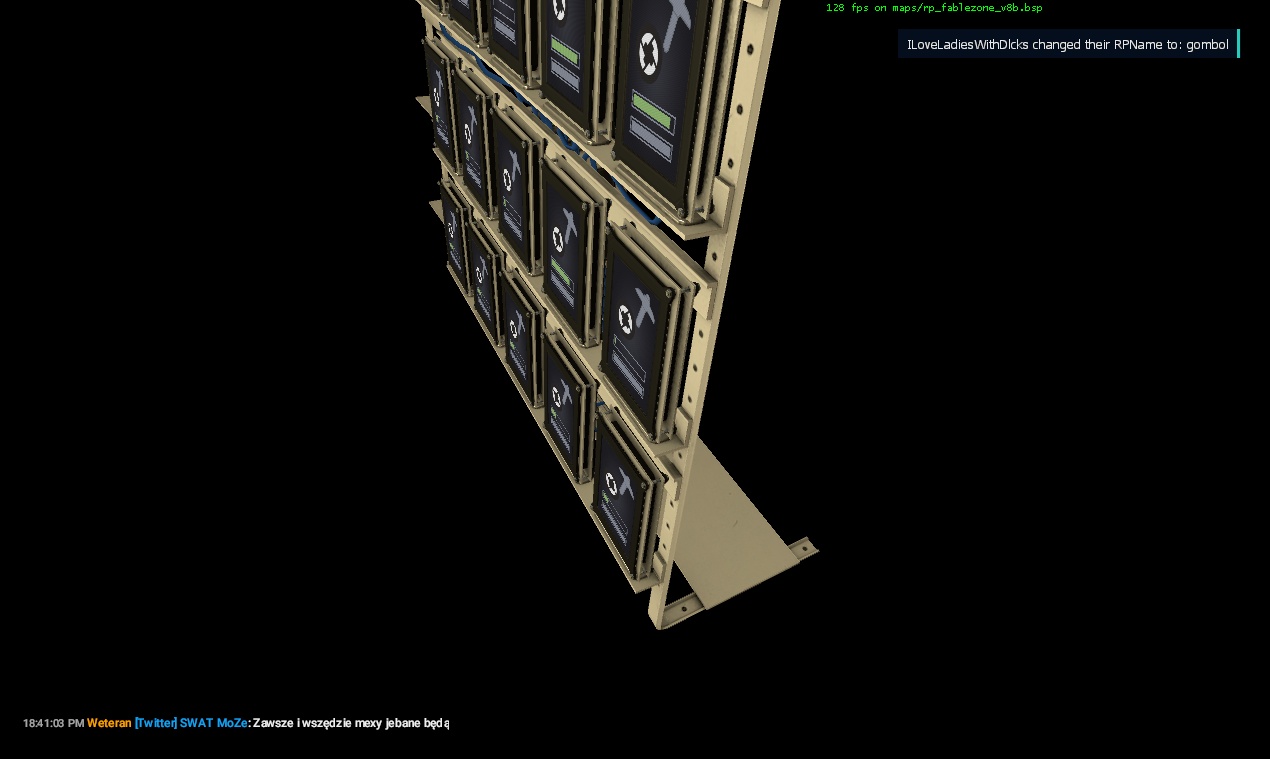 128 fps on maps/rp_fablezone_v8b.bsp
ILoveLadiesWithDIcks changed their RPName to: gombol
18:41:03 PM Weteran [Twitter] SWAT MoZe: Zawsze i wszędzie mexy jebane będą